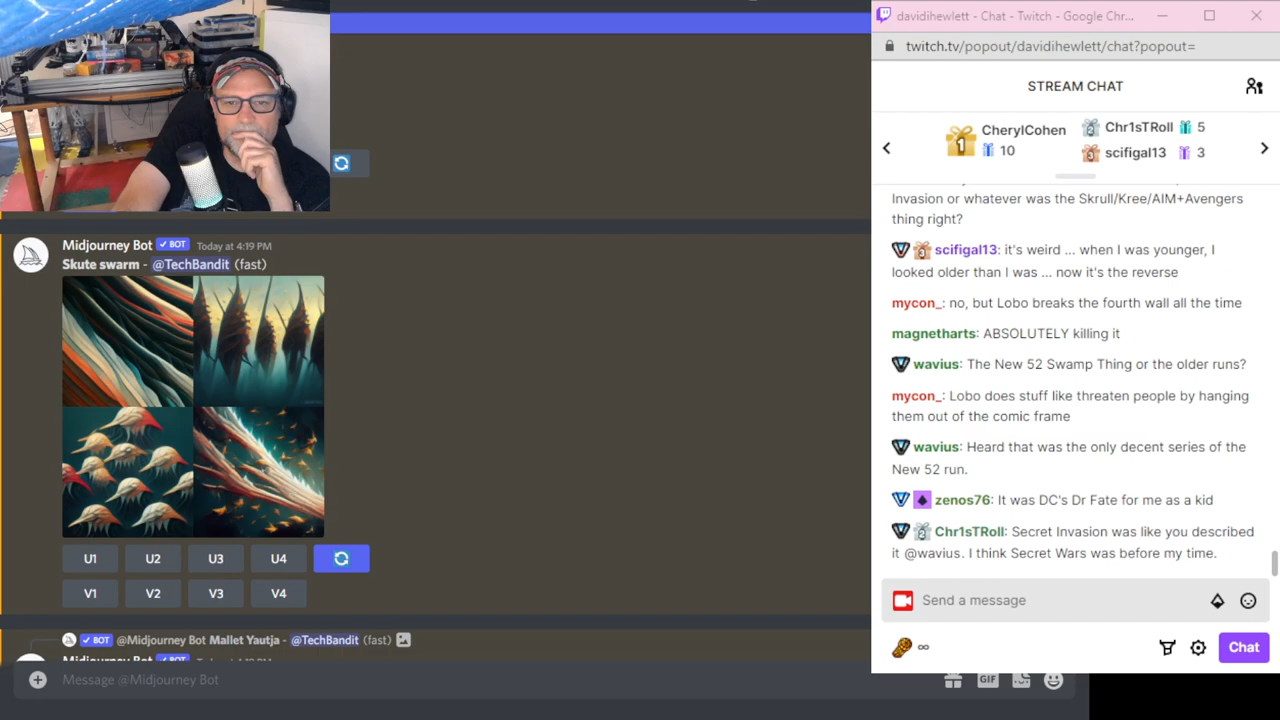 davidihewlett - Chat - Twitch - Google Chr...
twitch.tv/popout/davidihewlett/chat?popout=
STREAM CHAT
1
CherylCohen
10
2
Chr1sTRoll 5
3
scifigal13 3
Invasion or whatever was the Skrull/Kree/AIM+Avengers
thing right?
scifigal13: it's weird ... when I was younger, I
looked older than I was ... now it's the reverse
mycon_: no, but Lobo breaks the fourth wall all the time
magnetharts: ABSOLUTELY killing it
wavius: The New 52 Swamp Thing or the older runs?
mycon_: Lobo does stuff like threaten people by hanging
them out of the comic frame
wavius: Heard that was the only decent series of the
New 52 run.
zenos76: It was DC's Dr Fate for me as a kid
Chr1sTRoll: Secret Invasion was like you described
it @wavius. I think Secret Wars was before my time.
Send a message
∞
Chat
Midjourney Bot ✓ BOT Today at 4:19 PM
Skute swarm - @TechBandit (fast)
U1 U2 U3 U4
V1 V2 V3 V4
✓ BOT @Midjourney Bot Mallet Yautja - @TechBandit (fast)
Midjourney Bot
Message @Midjourney Bot
GIF